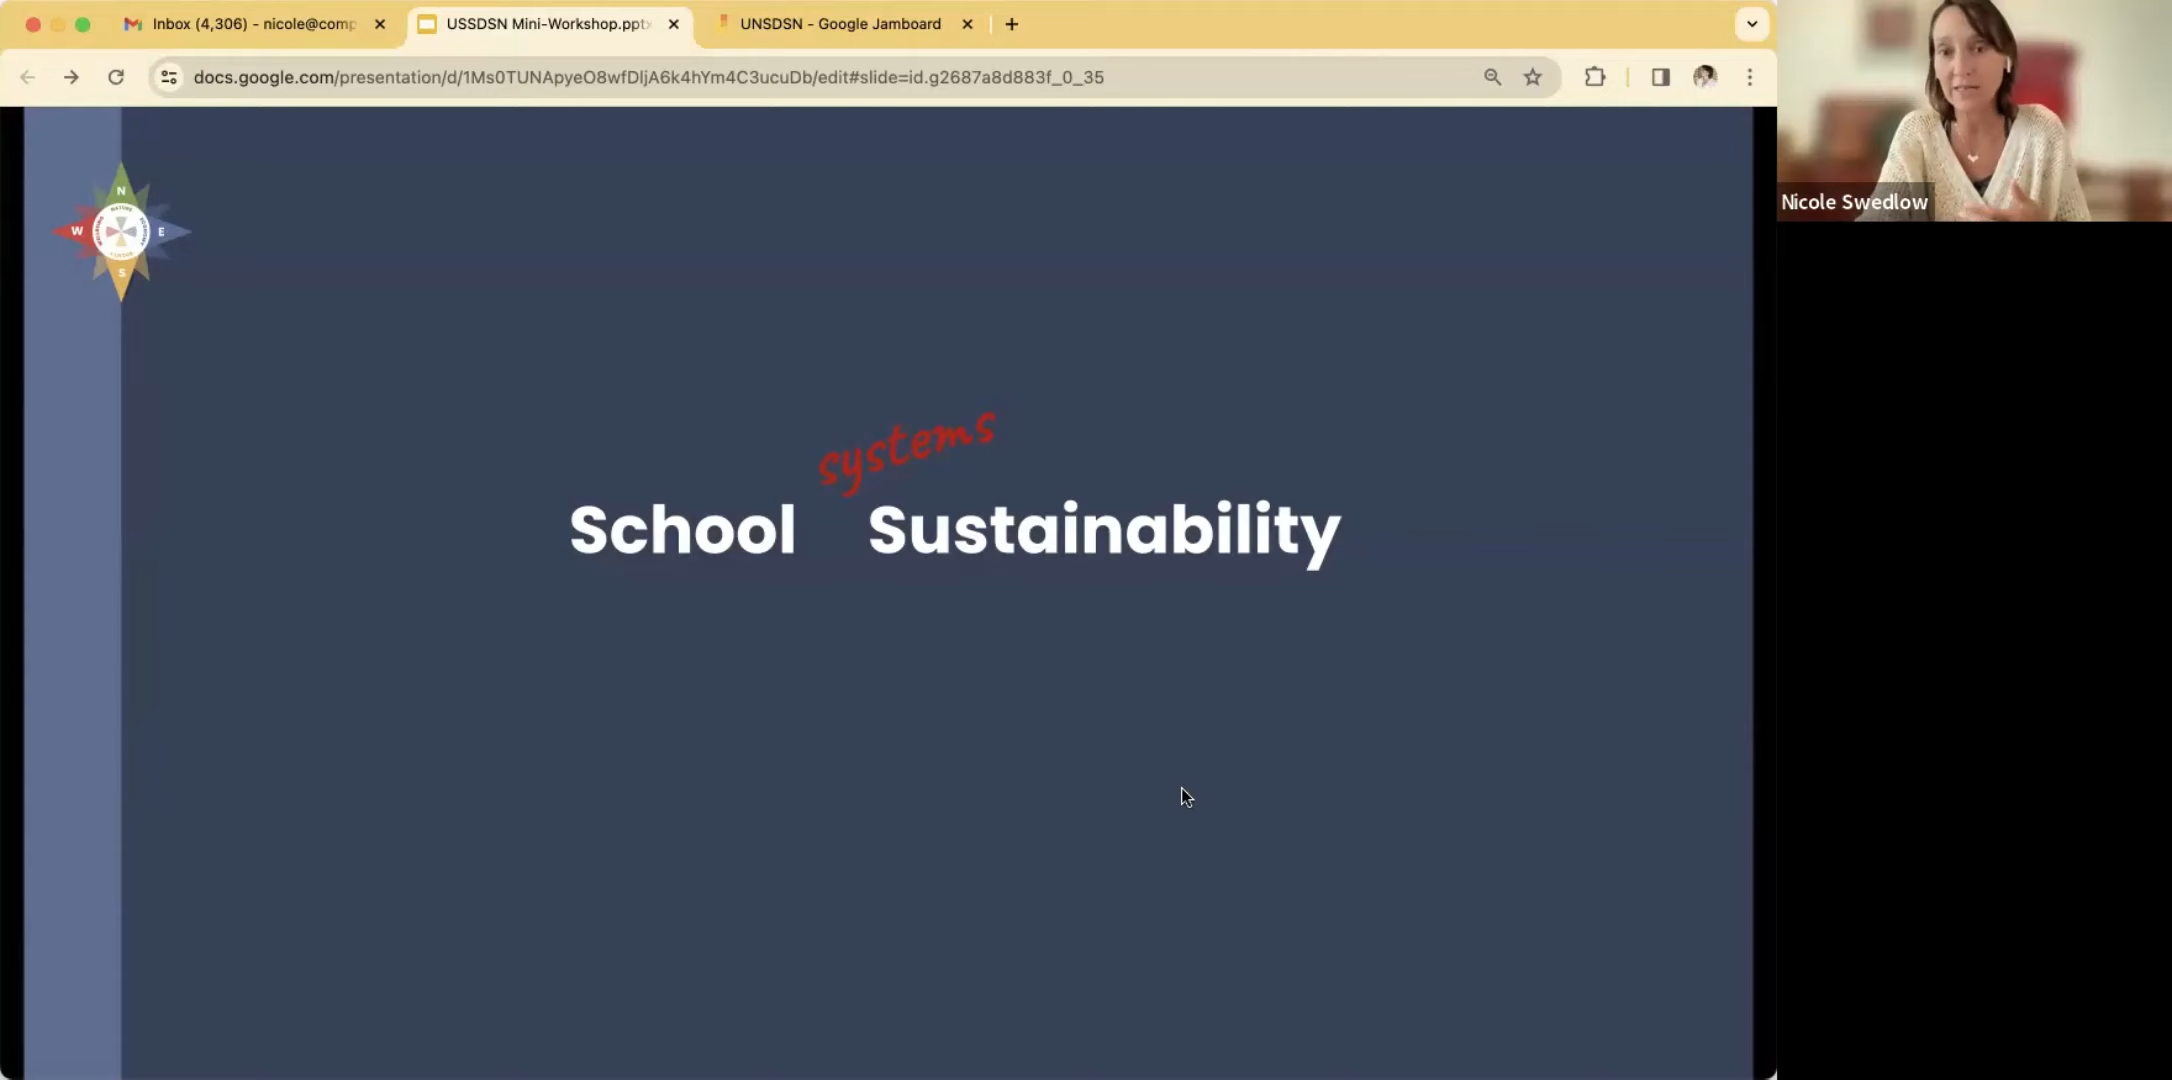 Inbox (4,306) - nicole@comp
USSDSN Mini-Workshop.pptx
UNSDSN - Google Jamboard
docs.google.com/presentation/d/1Ms0TUNApyeO8wfDljA6k4hYm4C3ucuDb/edit#slide=id.g2687a8d883f_0_35
Nicole Swedlow
N
W
E
S
systems
School Sustainability